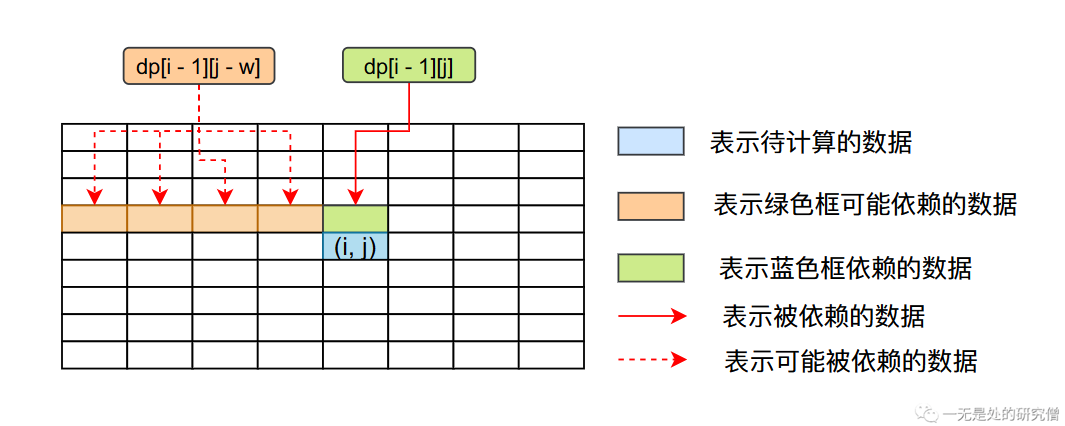 dp[i - 1][j - w]
dp[i - 1][j]
(i, j)
表示待计算的数据
表示绿色框可能依赖的数据
表示蓝色框依赖的数据
表示被依赖的数据
表示可能被依赖的数据
一无是处的研究僧